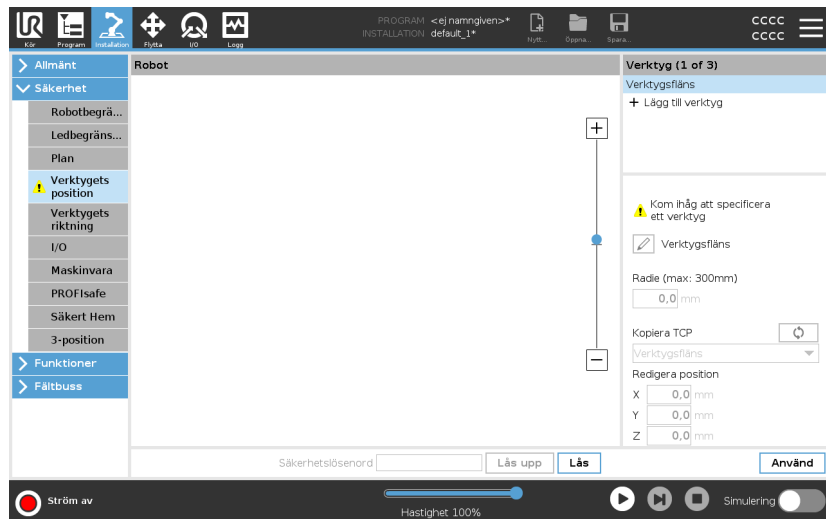 PROGRAM <ej namngiven>*
INSTALLATION default_1*
Kör
Program
Installation
Flytta
I/O
Logg
Nytt...
Öppna...
Spara...
cccc
cccc
Allmänt
Säkerhet
Robotbegrä...
Ledbegräns...
Plan
Verktygets
position
Verktygets
riktning
I/O
Maskinvara
PROFIsafe
Säkert Hem
3-position
Funktioner
Fältbuss
Robot
Verktyg (1 of 3)
Verktygsfläns
+ Lägg till verktyg
Kom ihåg att specificera
ett verktyg
Verktygsfläns
Radie (max: 300mm)
0,0 mm
Kopiera TCP
Verktygsfläns
Redigera position
X 0,0 mm
Y 0,0 mm
Z 0,0 mm
Säkerhetslösenord
Lås upp
Lås
Använd
Ström av
Hastighet 100%
Simulering